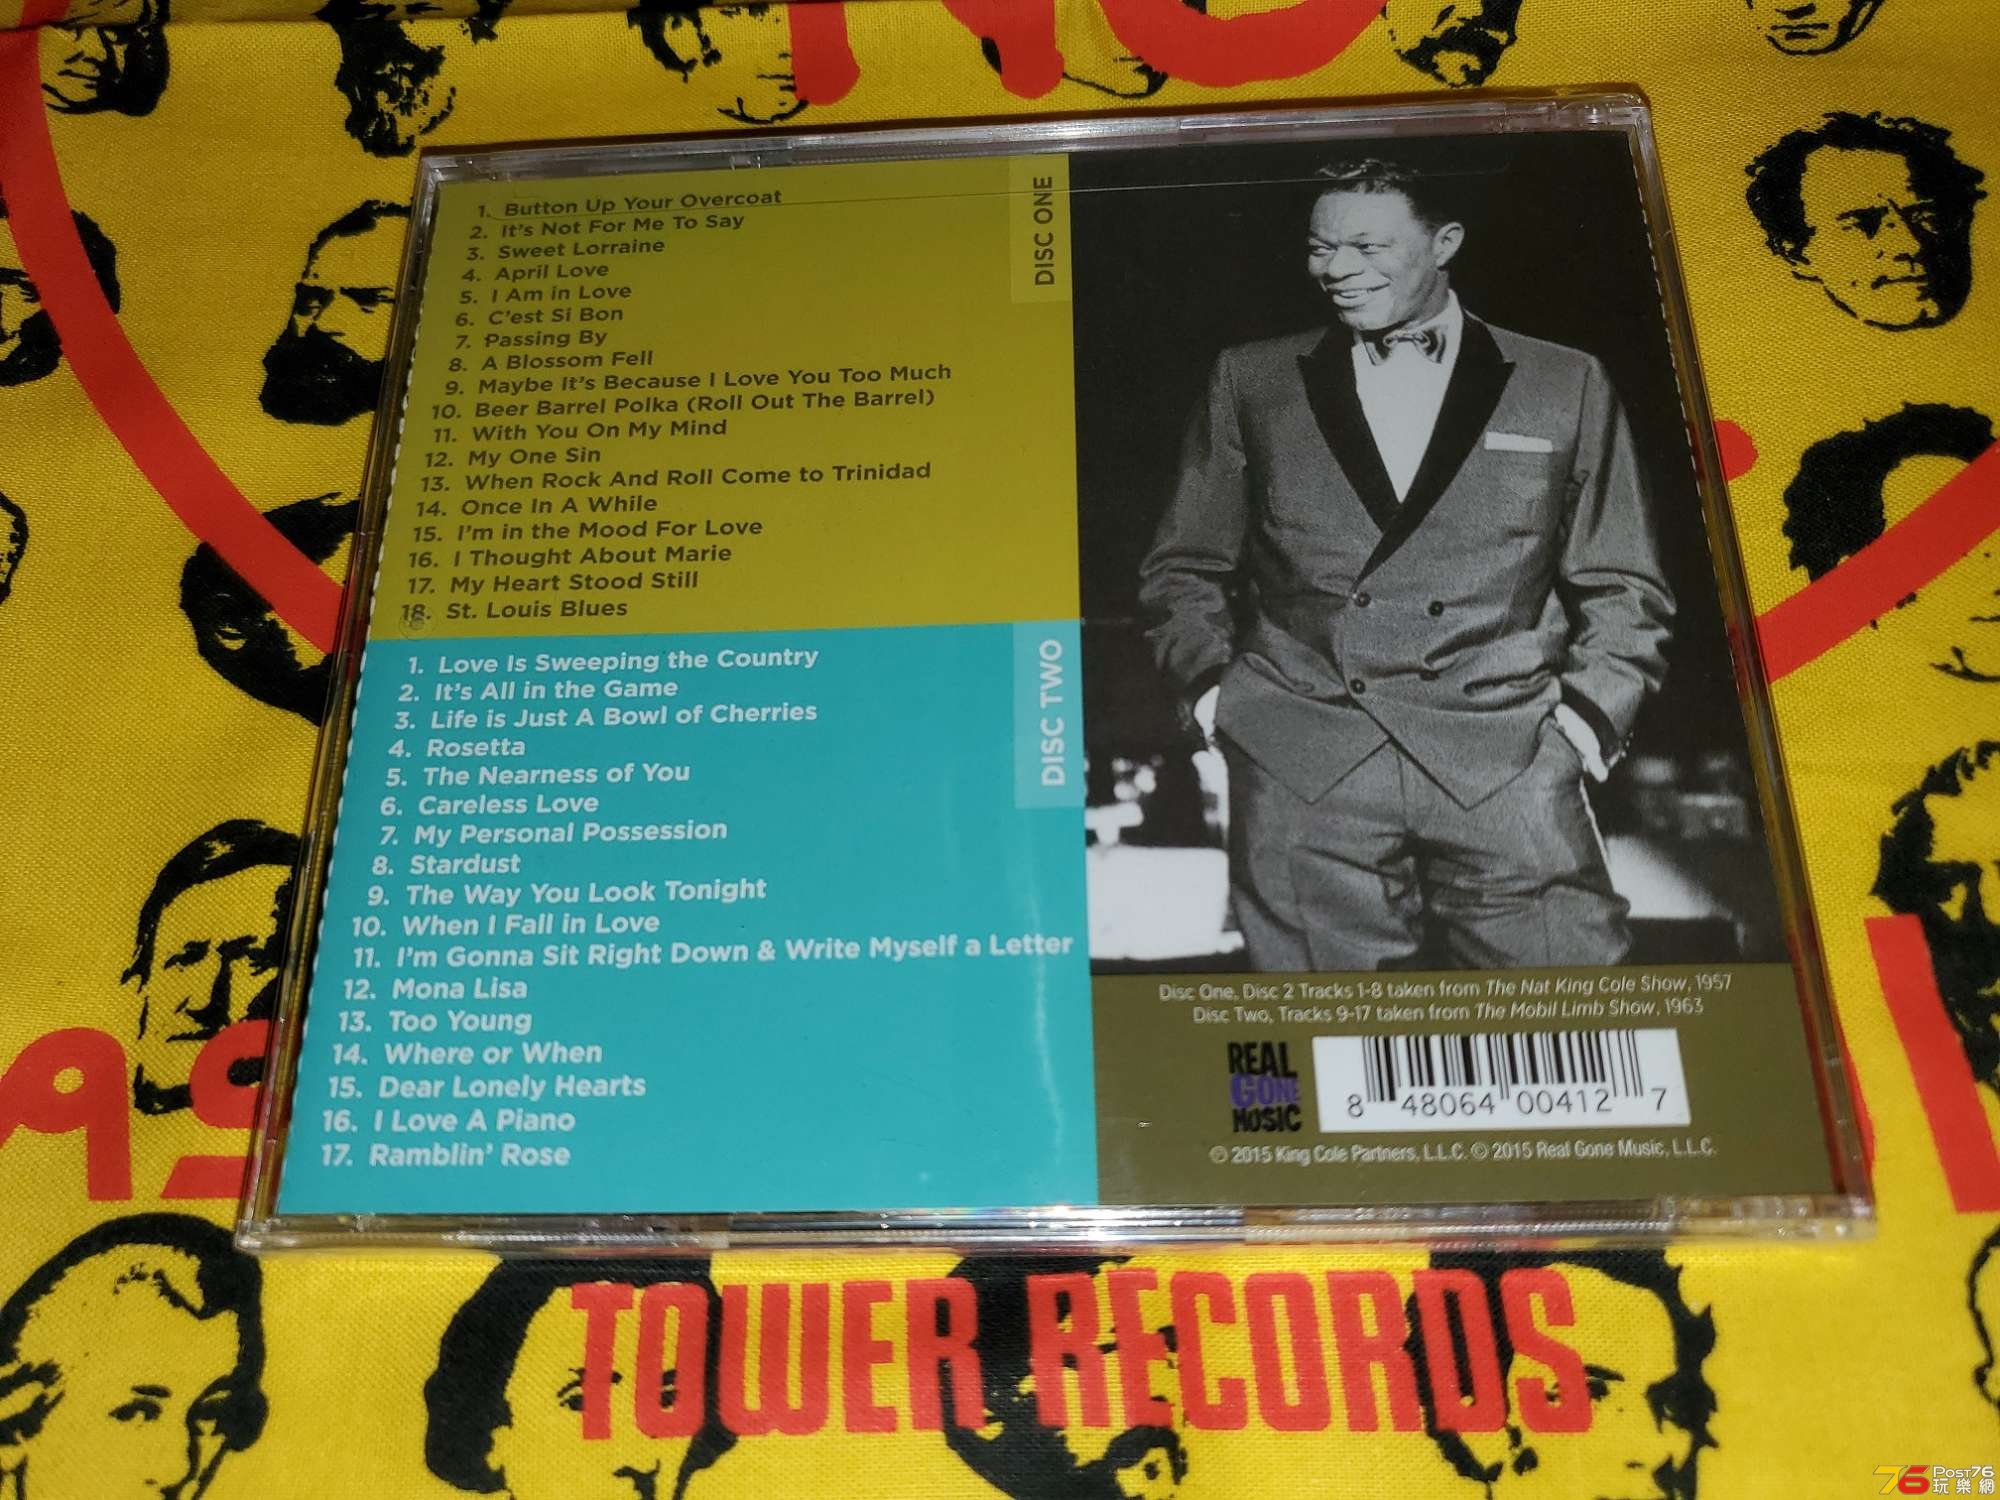 1. Button Up Your Overcoat
2. It's Not For Me To Say
3. Sweet Lorraine
4. April Love
5. I Am in Love
6. C'est Si Bon
7. Passing By
8. A Blossom Fell
9. Maybe It's Because I Love You Too Much
10. Beer Barrel Polka (Roll Out The Barrel)
11. With You On My Mind
12. My One Sin
13. When Rock And Roll Come to Trinidad
14. Once In A While
15. I'm in the Mood For Love
16. I Thought About Marie
17. My Heart Stood Still
18. St. Louis Blues
DISC ONE
1. Love Is Sweeping the Country
2. It's All in the Game
3. Life is Just A Bowl of Cherries
4. Rosetta
5. The Nearness of You
6. Careless Love
7. My Personal Possession
8. Stardust
9. The Way You Look Tonight
10. When I Fall in Love
11. I'm Gonna Sit Right Down & Write Myself a Letter
12. Mona Lisa
13. Too Young
14. Where or When
15. Dear Lonely Hearts
16. I Love A Piano
17. Ramblin' Rose
DISC TWO
Disc One, Disc 2 Tracks 1-8 taken from The Nat King Cole Show, 1957
Disc Two, Tracks 9-17 taken from The Mobil Limb Show, 1963
REAL
GONE
MUSIC
8 48064 00412 7
℗ 2015 King Cole Partners, L.L.C. © 2015 Real Gone Music, L.L.C.
TOWER RECORDS
76 Post76
玩樂網